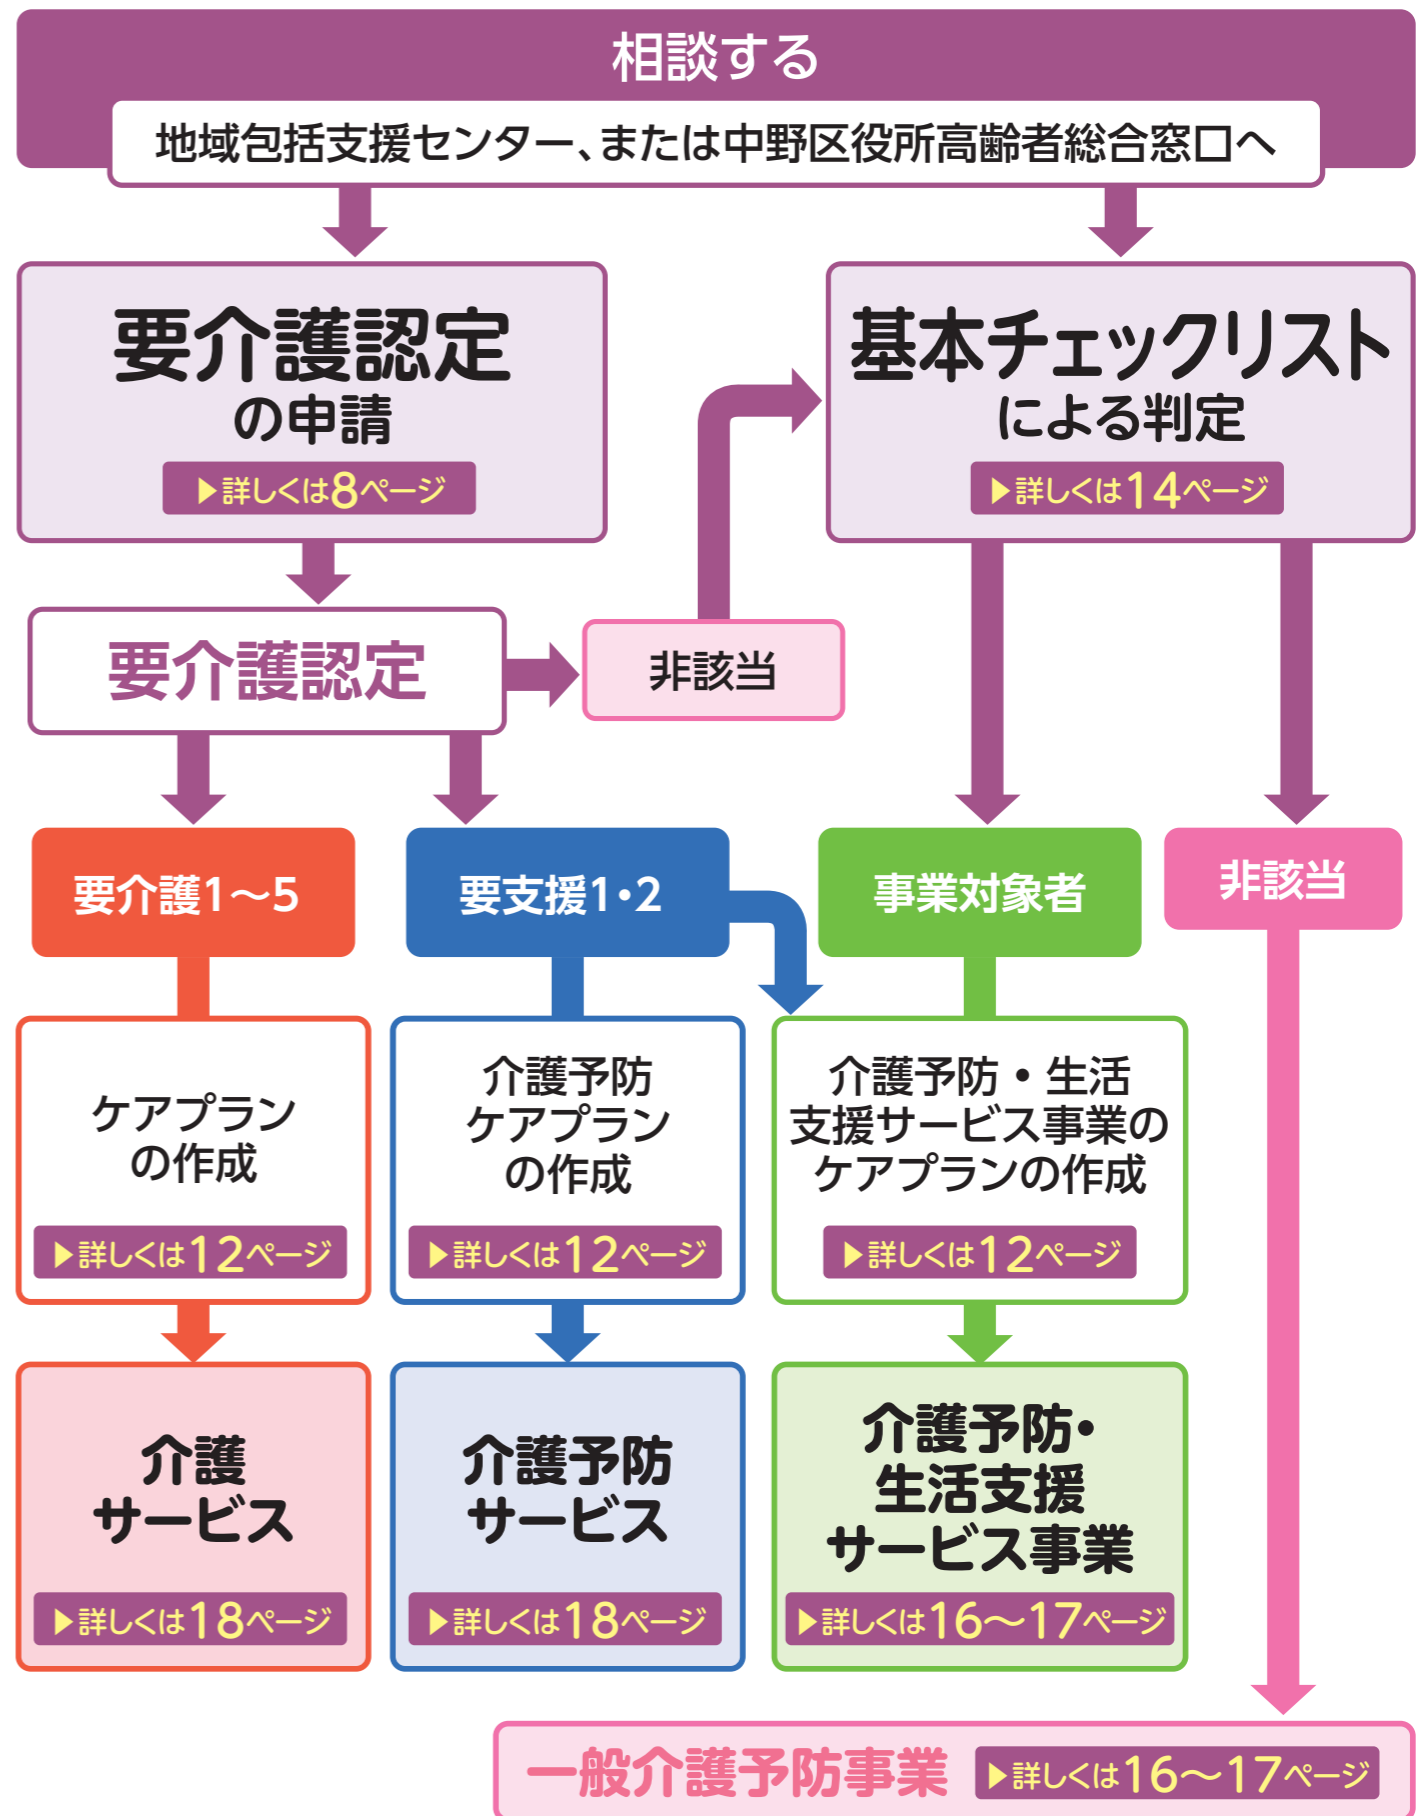 相談する
地域包括支援センター、または中野区役所高齢者総合窓口へ
要介護認定
の申請
▶詳しくは8ページ
基本チェックリスト
による判定
▶詳しくは14ページ
要介護認定
非該当
要介護1～5
要支援1・2
事業対象者
非該当
ケアプラン
の作成
▶詳しくは12ページ
介護予防
ケアプラン
の作成
▶詳しくは12ページ
介護予防・生活
支援サービス事業の
ケアプランの作成
▶詳しくは12ページ
介護
サービス
▶詳しくは18ページ
介護予防
サービス
▶詳しくは18ページ
介護予防・
生活支援
サービス事業
▶詳しくは16～17ページ
一般介護予防事業
▶詳しくは16～17ページ